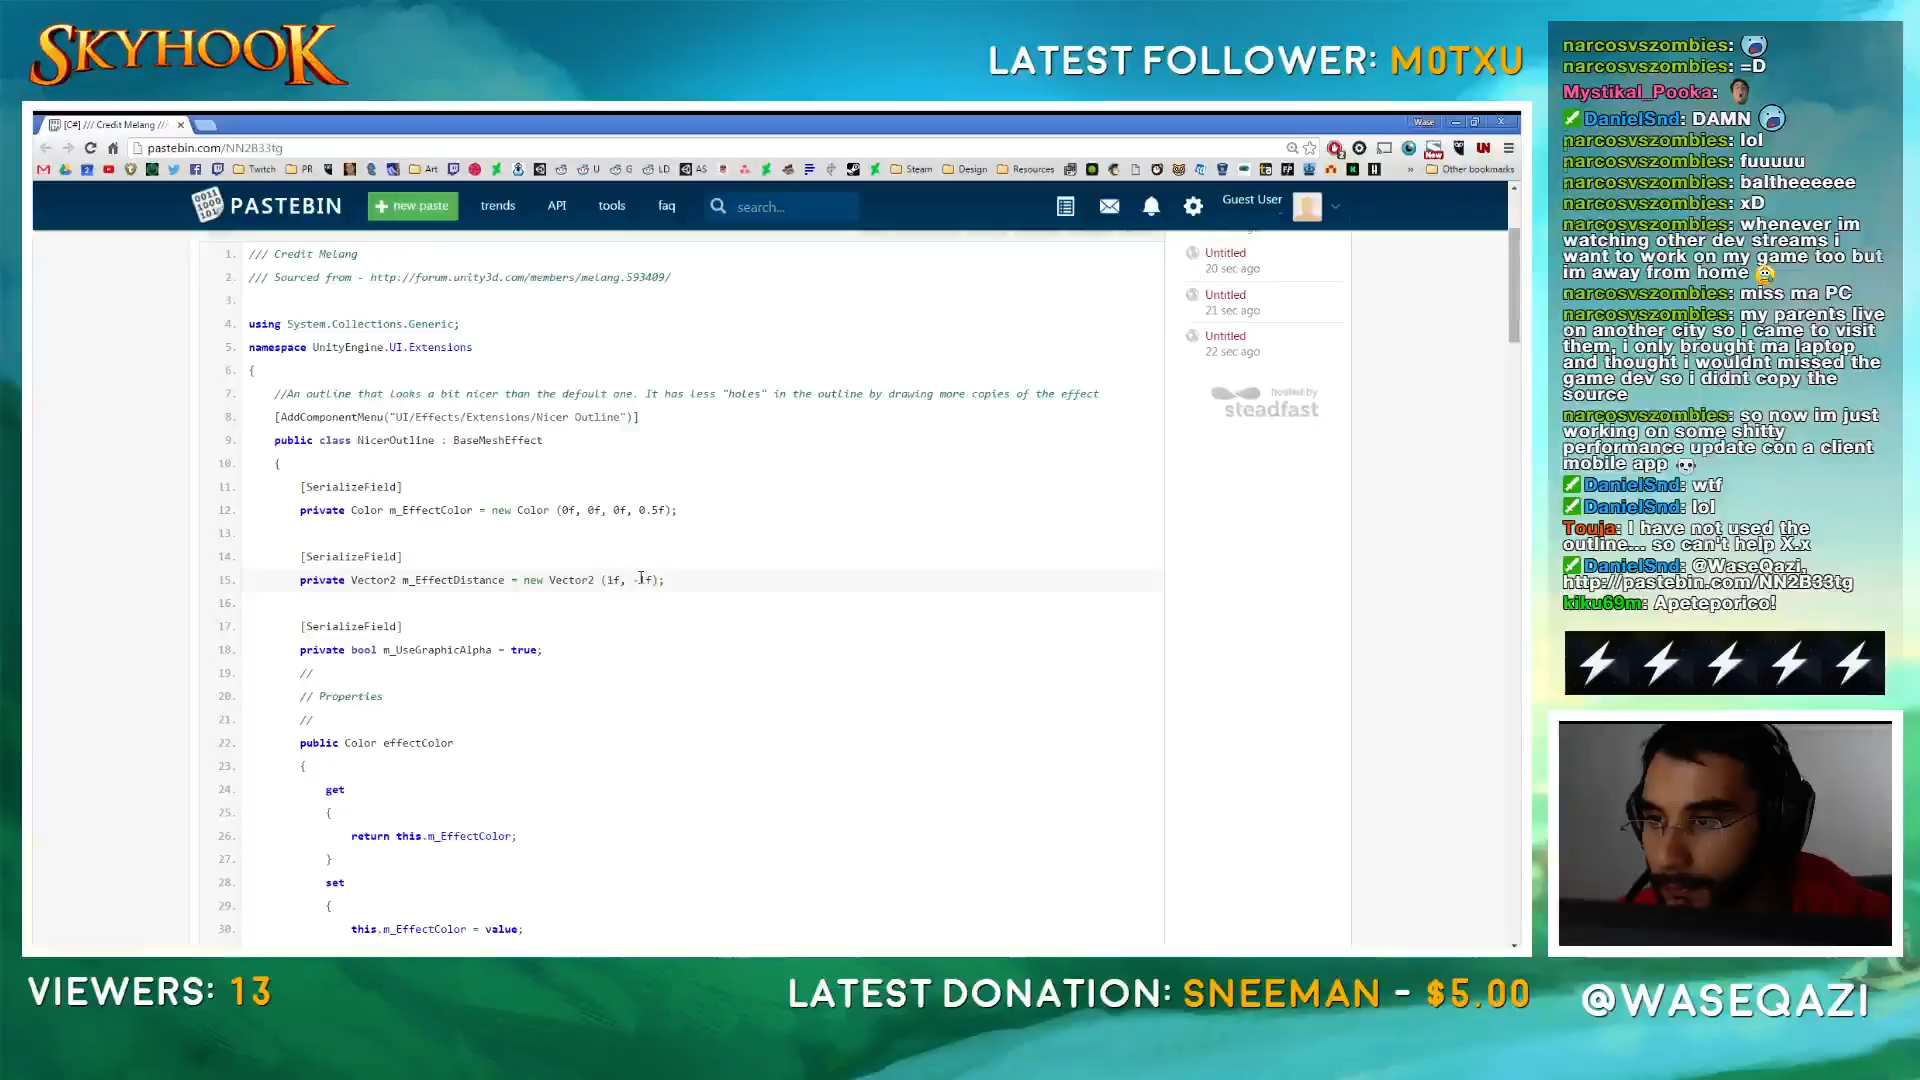 SKYHOOK
LATEST FOLLOWER: M0TXU
[C#] /// Credit Melang ///
Wase
pastebin.com/NN2B33tg
Twitch
PR
Art
U
G
LD
AS
Steam
Design
Resources
Other bookmarks
PASTEBIN
+ new paste
trends
API
tools
faq
search...
Guest User
1. /// Credit Melang
2. /// Sourced from - http://forum.unity3d.com/members/melang.593409/
3.
4. using System.Collections.Generic;
5. namespace UnityEngine.UI.Extensions
6. {
7. //An outline that looks a bit nicer than the default one. It has less "holes" in the outline by drawing more copies of the effect
8. [AddComponentMenu("UI/Effects/Extensions/Nicer Outline")]
9. public class NicerOutline : BaseMeshEffect
10. {
11. [SerializeField]
12. private Color m_EffectColor = new Color (0f, 0f, 0f, 0.5f);
13.
14. [SerializeField]
15. private Vector2 m_EffectDistance = new Vector2 (1f, -1f);
16.
17. [SerializeField]
18. private bool m_UseGraphicAlpha = true;
19. //
20. // Properties
21. //
22. public Color effectColor
23. {
24. get
25. {
26. return this.m_EffectColor;
27. }
28. set
29. {
30. this.m_EffectColor = value;
Untitled
20 sec ago
Untitled
21 sec ago
Untitled
22 sec ago
hosted by
steadfast
narcosvszombies:
narcosvszombies: =D
Mystikal_Pooka:
DanielSnd: DAMN
narcosvszombies: lol
narcosvszombies: fuuuuu
narcosvszombies: baltheeeeee
narcosvszombies: xD
narcosvszombies: whenever im
watching other dev streams i
want to work on my game too but
im away from home
narcosvszombies: miss ma PC
narcosvszombies: my parents live
on another city so i came to visit
them, i only brought ma laptop
and thought i wouldnt missed the
game dev so i didnt copy the
source
narcosvszombies: so now im just
working on some shitty
performance update con a client
mobile app
DanielSnd: wtf
DanielSnd: lol
Touja: I have not used the
outline... so can't help X.x
DanielSnd: @WaseQazi,
http://pastebin.com/NN2B33tg
kiku69m: Apeteporico!
VIEWERS: 13
LATEST DONATION: SNEEMAN - $5.00
@WASEQAZI